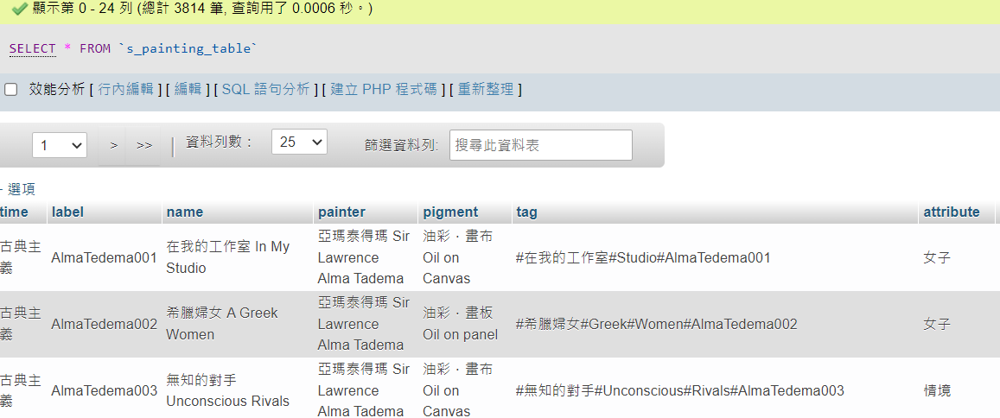 顯示第 0 - 24 列 (總計 3814 筆, 查詢用了 0.0006 秒。)
SELECT * FROM `s_painting_table`
效能分析 [ 行內編輯 ] [ 編輯 ] [ SQL 語句分析 ] [ 建立 PHP 程式碼 ] [ 重新整理 ]
1 > >> | 資料列數： 25 篩選資料列: 搜尋此資料表
- 選項
time label name painter pigment tag attribute
古典主
義
AlmaTedema001
在我的工作室 In My
Studio
亞瑪泰得瑪 Sir
Lawrence
Alma Tadema
油彩．畫布
Oil on
Canvas
#在我的工作室#Studio#AlmaTedema001
女子
古典主
義
AlmaTedema002
希臘婦女 A Greek
Women
亞瑪泰得瑪 Sir
Lawrence
Alma Tadema
油彩．畫板
Oil on panel
#希臘婦女#Greek#Women#AlmaTedema002
女子
古典主
義
AlmaTedema003
無知的對手
Unconscious Rivals
亞瑪泰得瑪 Sir
Lawrence
Alma Tadema
油彩．畫布
Oil on
Canvas
#無知的對手#Unconscious#Rivals#AlmaTedema003
情境